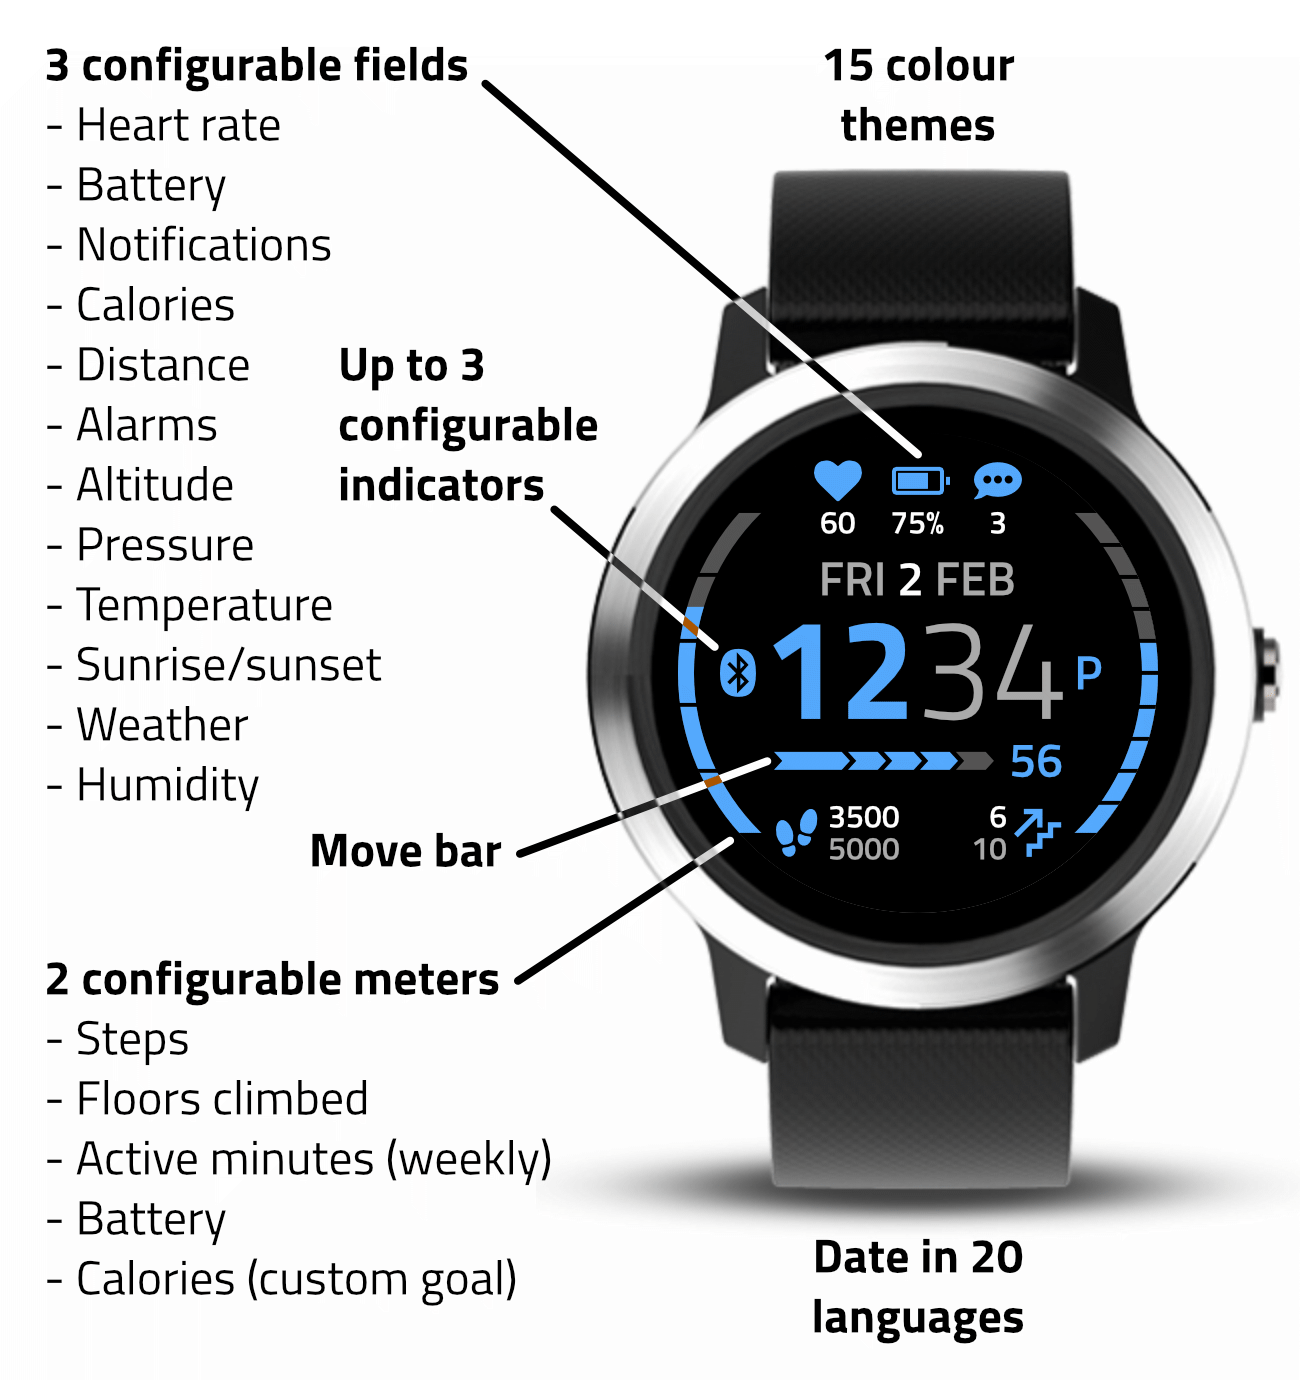 3 configurable fields
- Heart rate
- Battery
- Notifications
- Calories
- Distance
- Alarms
- Altitude
- Pressure
- Temperature
- Sunrise/sunset
- Weather
- Humidity
Up to 3
configurable
indicators
Move bar
2 configurable meters
- Steps
- Floors climbed
- Active minutes (weekly)
- Battery
- Calories (custom goal)
15 colour
themes
60 75% 3
FRI 2 FEB
1234 P
56
3500 6
5000 10
Date in 20
languages